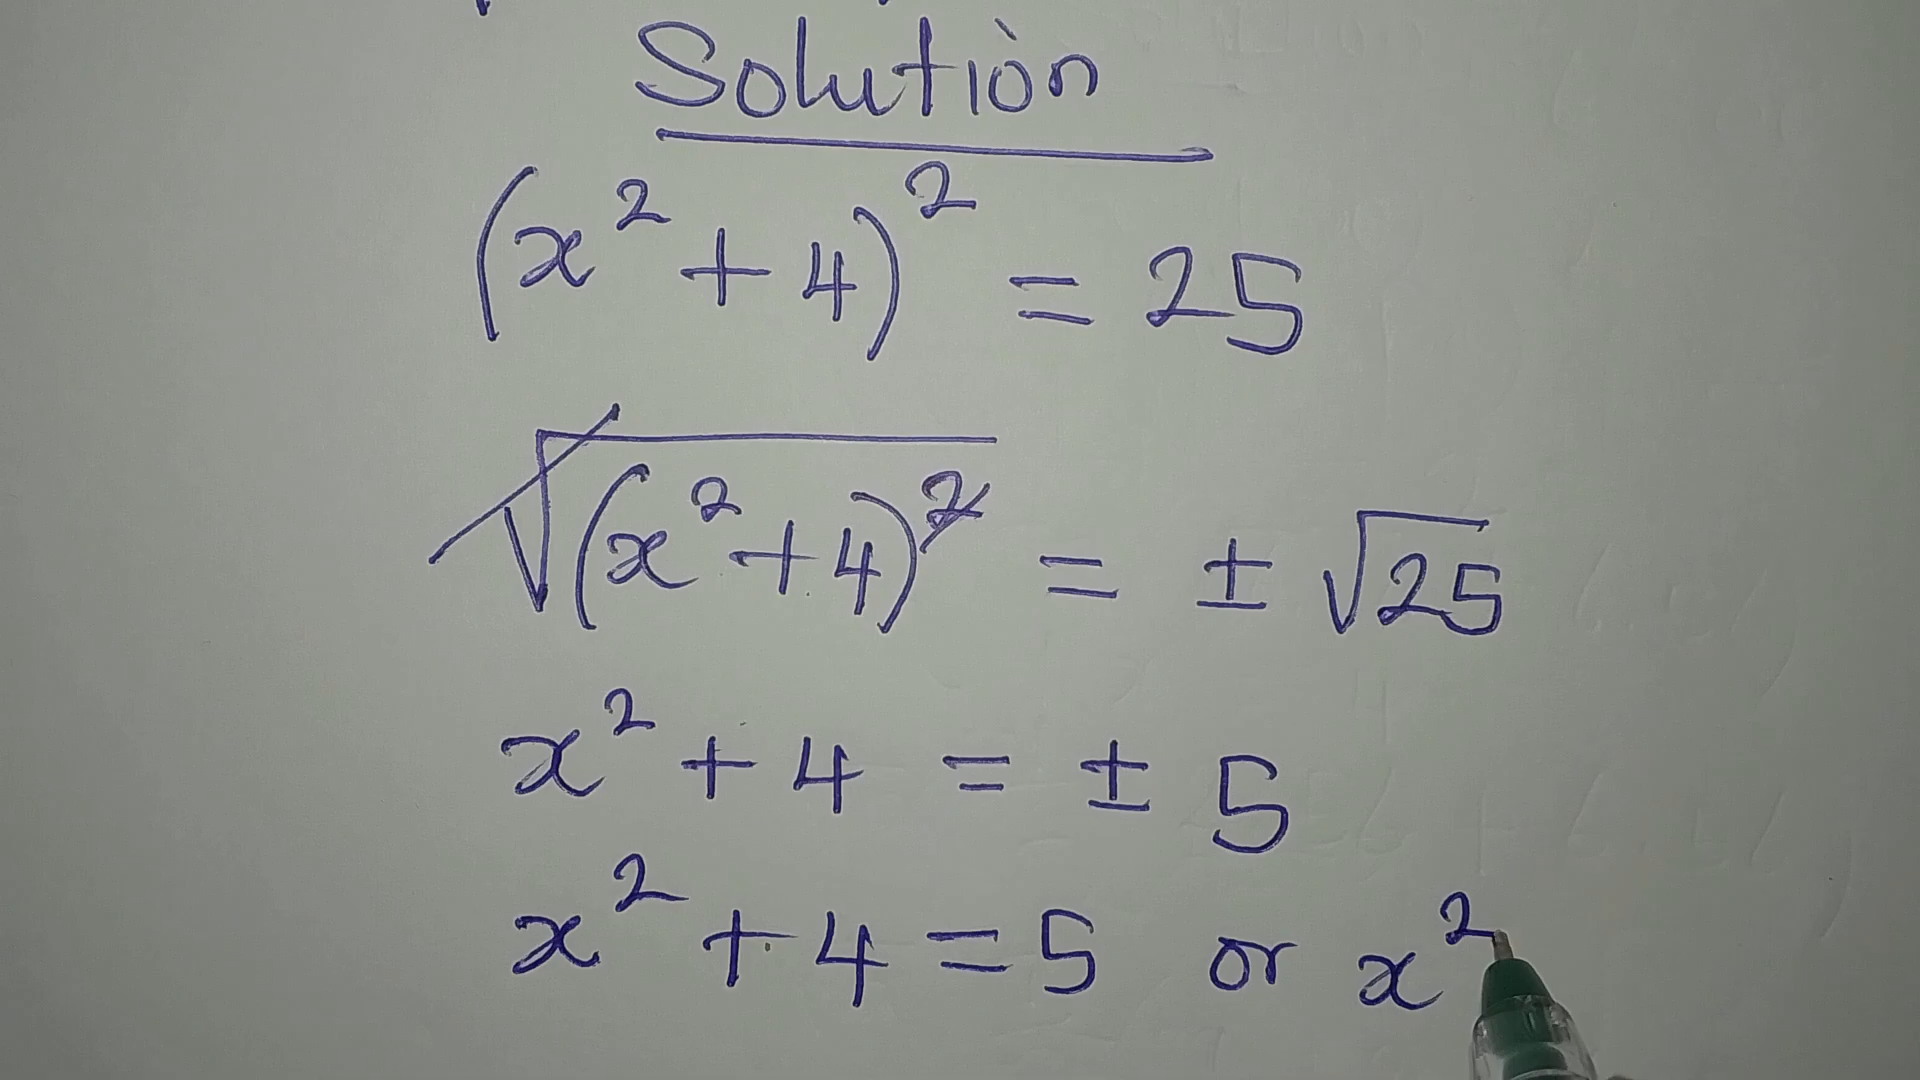 Solution
(x² + 4)² = 25
√(x² + 4)² = ± √25
x² + 4 = ± 5
x² + 4 = 5 or x²